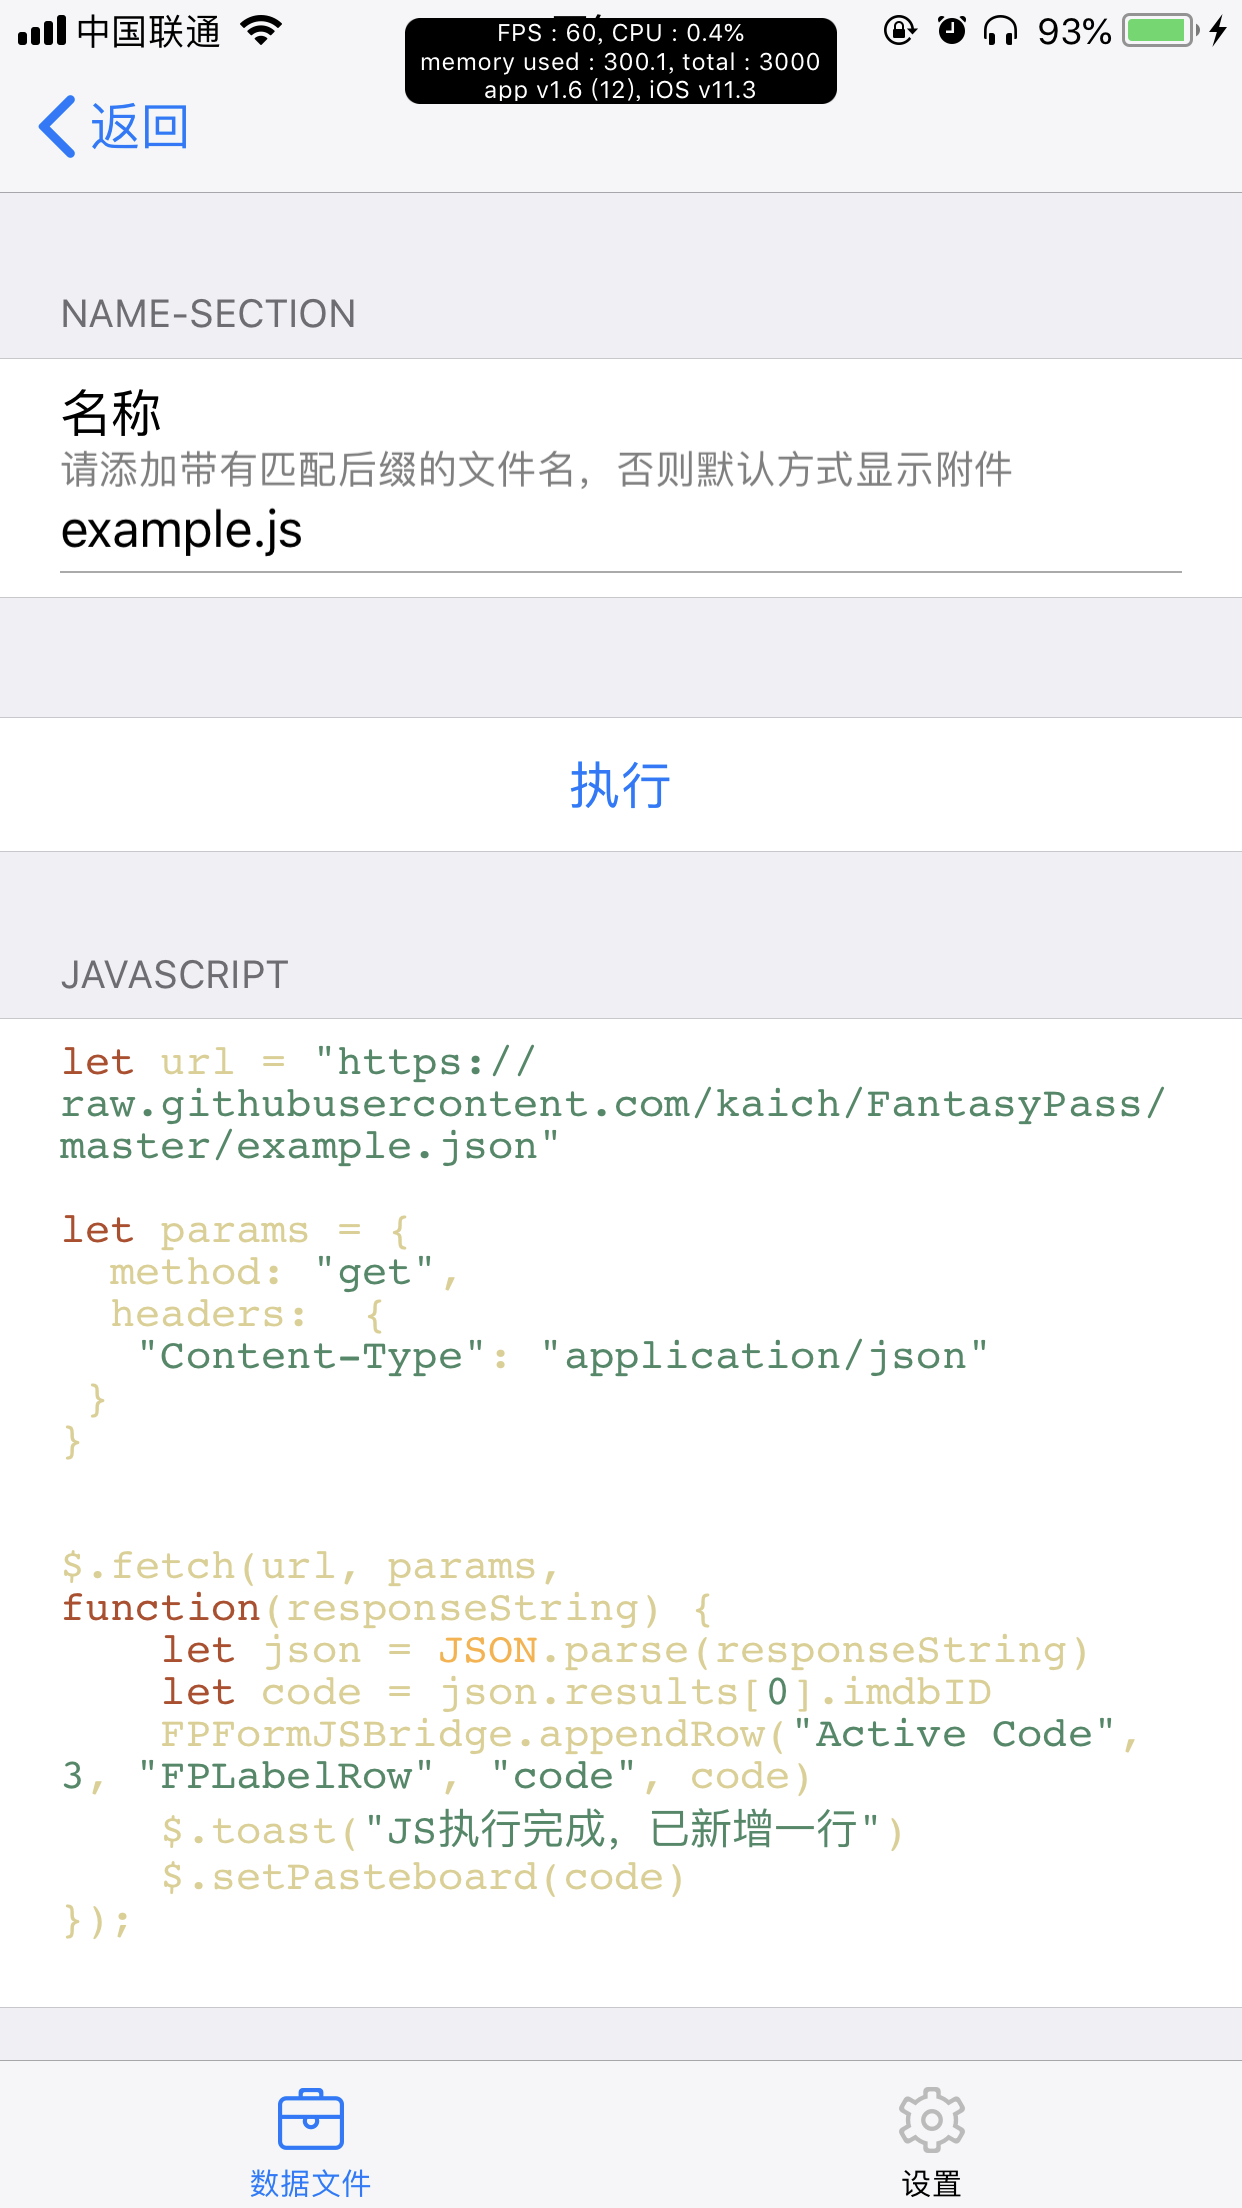 中国联通
FPS : 60, CPU : 0.4%
memory used : 300.1, total : 3000
app v1.6 (12), iOS v11.3
93%
返回
NAME-SECTION
名称
请添加带有匹配后缀的文件名，否则默认方式显示附件
example.js
执行
JAVASCRIPT
let url = "https://
raw.githubusercontent.com/kaich/FantasyPass/
master/example.json"
let params = {
  method: "get",
  headers:  {
   "Content-Type": "application/json"
 }
}
$.fetch(url, params,
function(responseString) {
    let json = JSON.parse(responseString)
    let code = json.results[0].imdbID
    FPFormJSBridge.appendRow("Active Code",
3, "FPLabelRow", "code", code)
    $.toast("JS执行完成，已新增一行")
    $.setPasteboard(code)
});
数据文件
设置